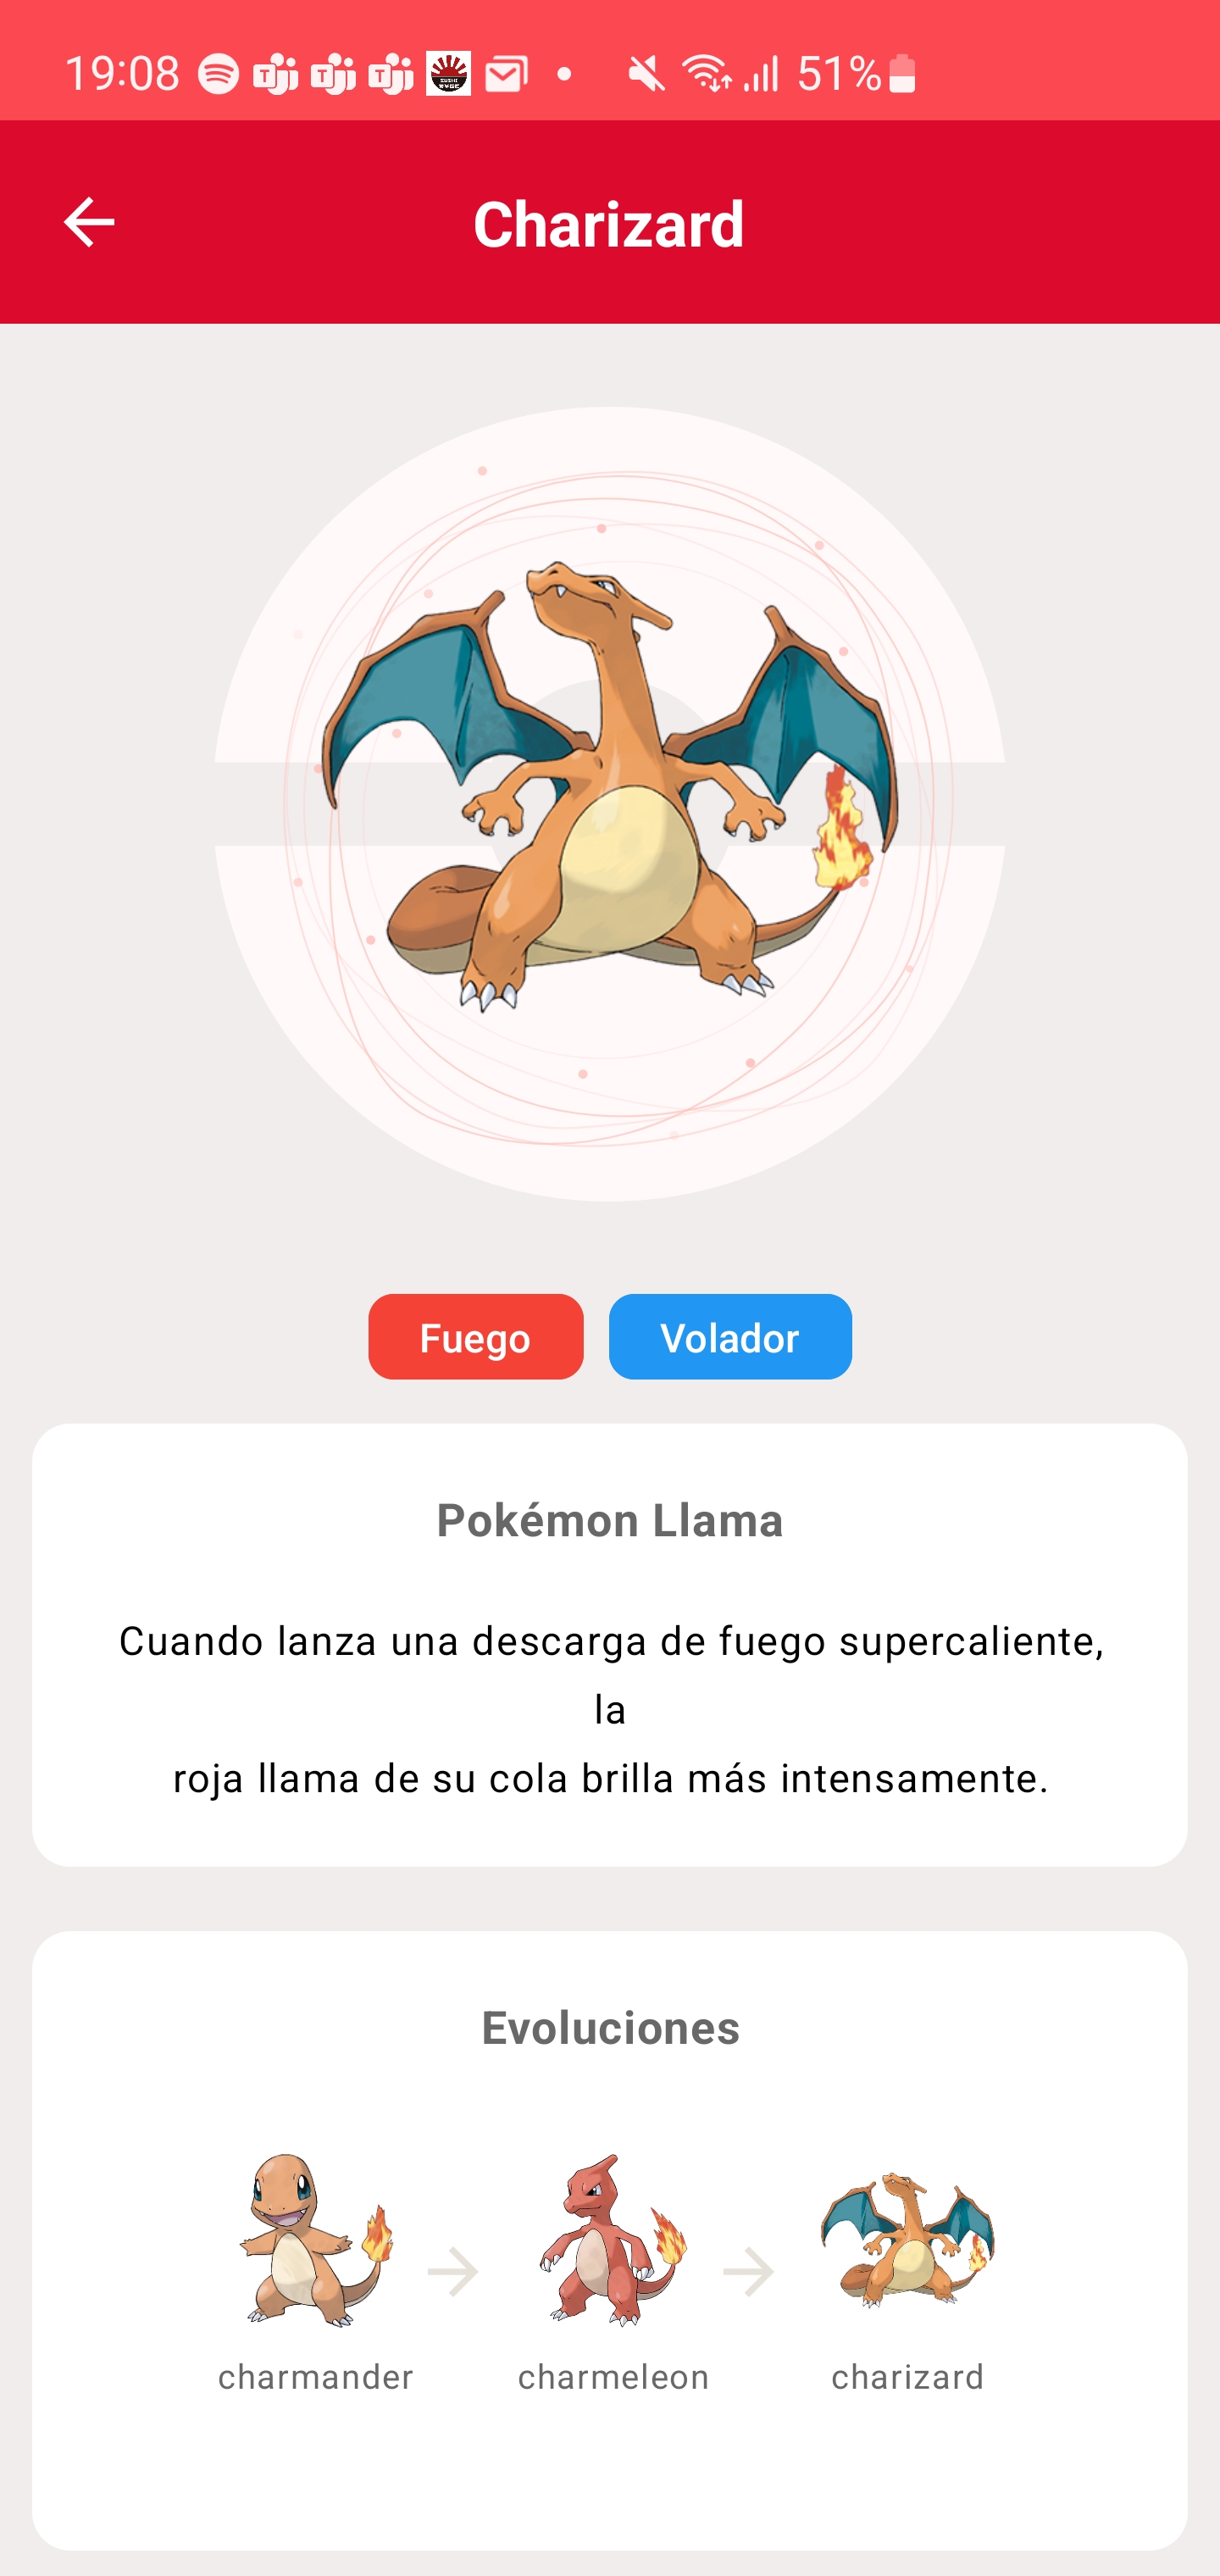 19:08 51%
Charizard
Fuego Volador
Pokémon Llama
Cuando lanza una descarga de fuego supercaliente,
la
roja llama de su cola brilla más intensamente.
Evoluciones
charmander charmeleon charizard